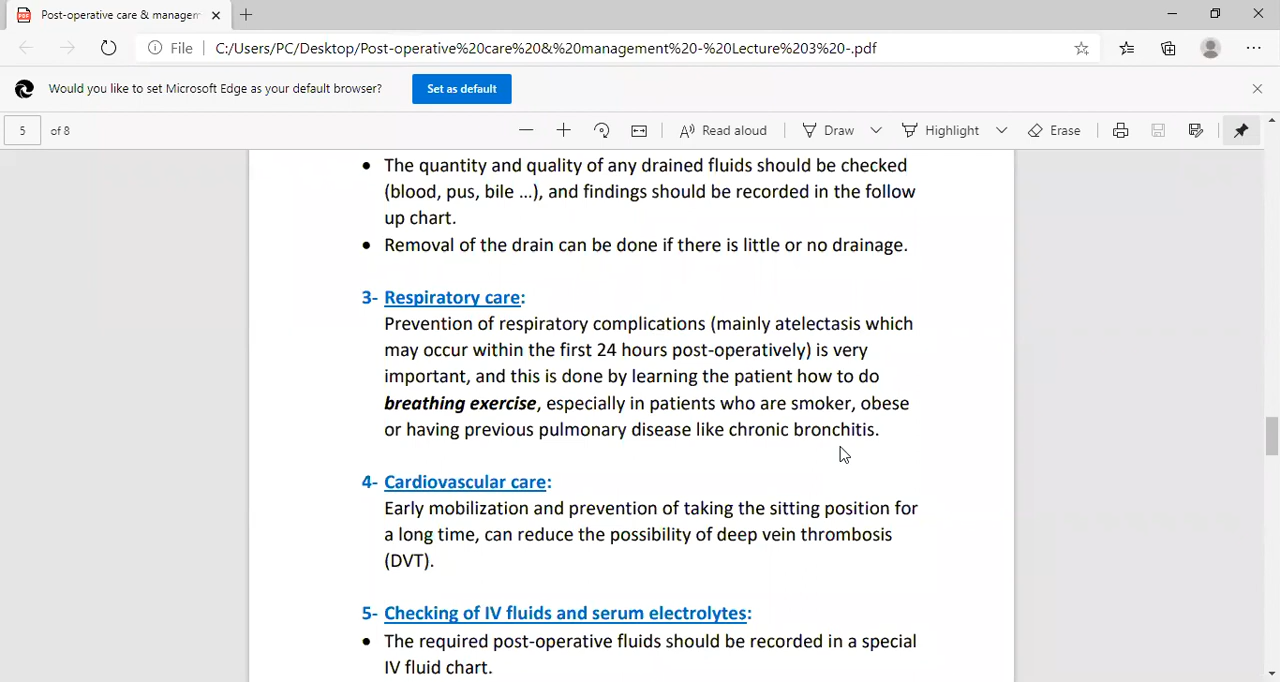 Post-operative care & managem
File
C:/Users/PC/Desktop/Post-operative%20care%20&%20management%20-%20Lecture%203%20-.pdf
Would you like to set Microsoft Edge as your default browser?
Set as default
5 of 8
Read aloud
Draw
Highlight
Erase
• The quantity and quality of any drained fluids should be checked
(blood, pus, bile ...), and findings should be recorded in the follow
up chart.
• Removal of the drain can be done if there is little or no drainage.
3- Respiratory care:
Prevention of respiratory complications (mainly atelectasis which
may occur within the first 24 hours post-operatively) is very
important, and this is done by learning the patient how to do
breathing exercise, especially in patients who are smoker, obese
or having previous pulmonary disease like chronic bronchitis.
4- Cardiovascular care:
Early mobilization and prevention of taking the sitting position for
a long time, can reduce the possibility of deep vein thrombosis
(DVT).
5- Checking of IV fluids and serum electrolytes:
• The required post-operative fluids should be recorded in a special
IV fluid chart.